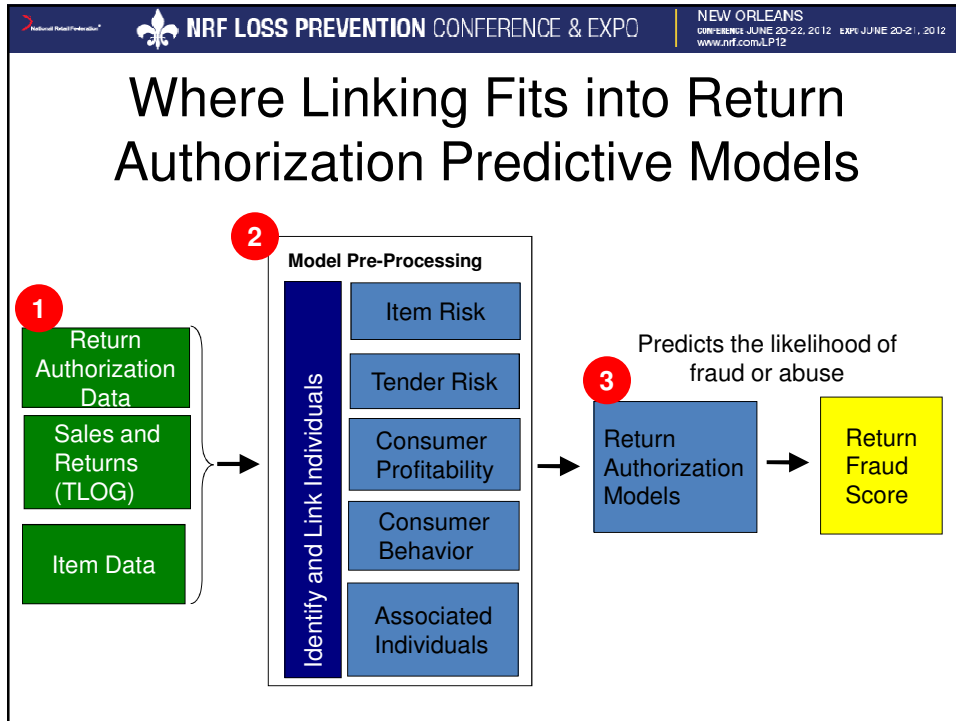 National Retail Federation®
NRF LOSS PREVENTION CONFERENCE & EXPO
NEW ORLEANS
CONFERENCE JUNE 20-22, 2012 EXPO JUNE 20-21, 2012
www.nrf.com/LP12
Where Linking Fits into Return
Authorization Predictive Models
1
Return
Authorization
Data
Sales and
Returns
(TLOG)
Item Data
2
Model Pre-Processing
Identify and Link Individuals
Item Risk
Tender Risk
Consumer
Profitability
Consumer
Behavior
Associated
Individuals
Predicts the likelihood of
fraud or abuse
3
Return
Authorization
Models
Return
Fraud
Score